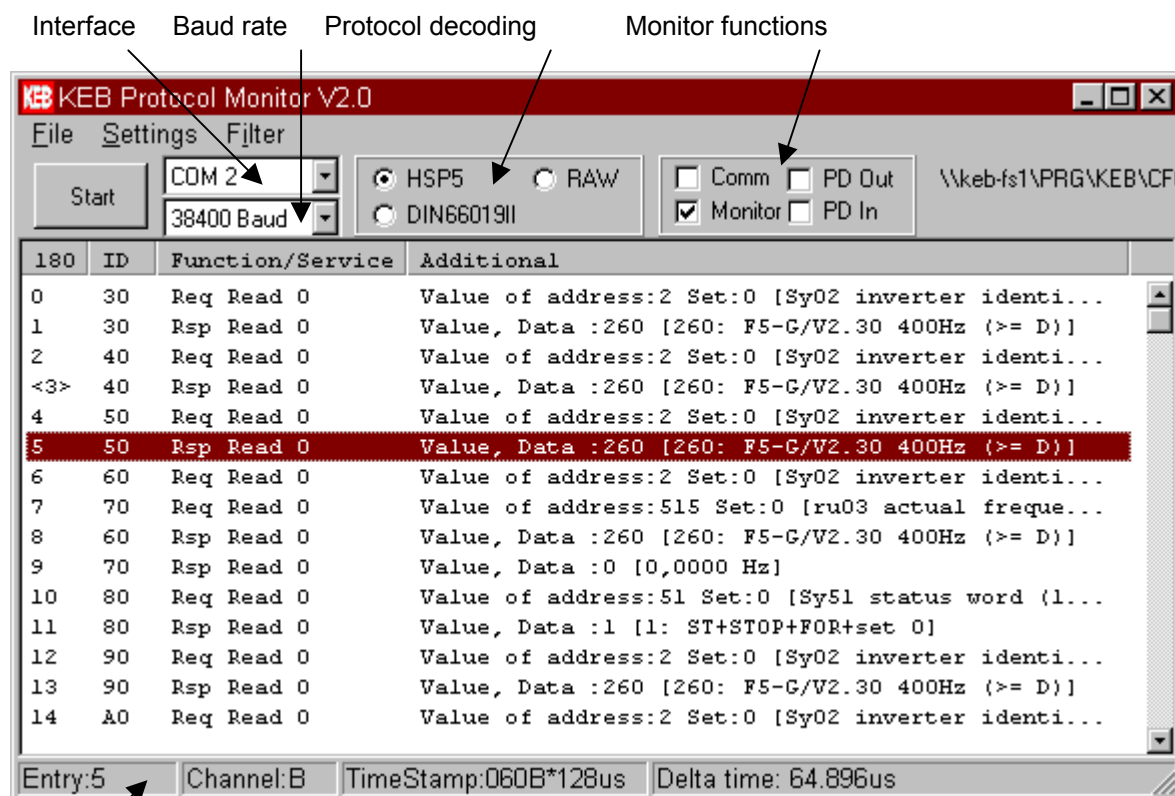 Interface Baud rate Protocol decoding Monitor functions
KEB KEB Protocol Monitor V2.0
File Settings Filter
Start COM 2 HSP5 RAW Comm PD Out \\keb-fs1\PRG\KEB\CF
38400 Baud DIN66019II Monitor PD In
180 ID Function/Service Additional
0 30 Req Read 0 Value of address:2 Set:0 [Sy02 inverter identi...
1 30 Rsp Read 0 Value, Data :260 [260: F5-G/V2.30 400Hz (>= D)]
2 40 Req Read 0 Value of address:2 Set:0 [Sy02 inverter identi...
<3> 40 Rsp Read 0 Value, Data :260 [260: F5-G/V2.30 400Hz (>= D)]
4 50 Req Read 0 Value of address:2 Set:0 [Sy02 inverter identi...
5 50 Rsp Read 0 Value, Data :260 [260: F5-G/V2.30 400Hz (>= D)]
6 60 Req Read 0 Value of address:2 Set:0 [Sy02 inverter identi...
7 70 Req Read 0 Value of address:515 Set:0 [ru03 actual freque...
8 60 Rsp Read 0 Value, Data :260 [260: F5-G/V2.30 400Hz (>= D)]
9 70 Rsp Read 0 Value, Data :0 [0,0000 Hz]
10 80 Req Read 0 Value of address:51 Set:0 [Sy51 status word (l...
11 80 Rsp Read 0 Value, Data :1 [1: ST+STOP+FOR+set 0]
12 90 Req Read 0 Value of address:2 Set:0 [Sy02 inverter identi...
13 90 Rsp Read 0 Value, Data :260 [260: F5-G/V2.30 400Hz (>= D)]
14 A0 Req Read 0 Value of address:2 Set:0 [Sy02 inverter identi...
Entry:5 Channel:B TimeStamp:060B*128us Delta time: 64.896us